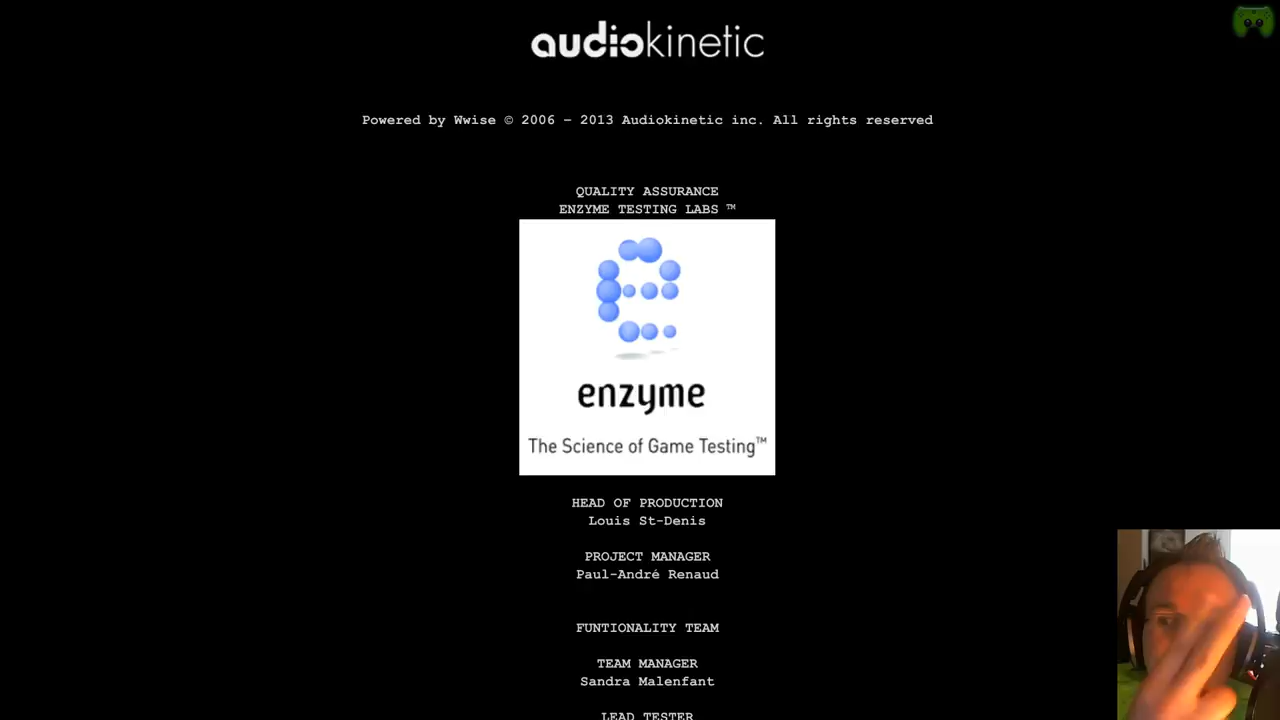 audiokinetic
Powered by Wwise © 2006 – 2013 Audiokinetic inc. All rights reserved
QUALITY ASSURANCE
ENZYME TESTING LABS ™
enzyme
The Science of Game Testing™
HEAD OF PRODUCTION
Louis St-Denis
PROJECT MANAGER
Paul-André Renaud
FUNTIONALITY TEAM
TEAM MANAGER
Sandra Malenfant
LEAD TESTER